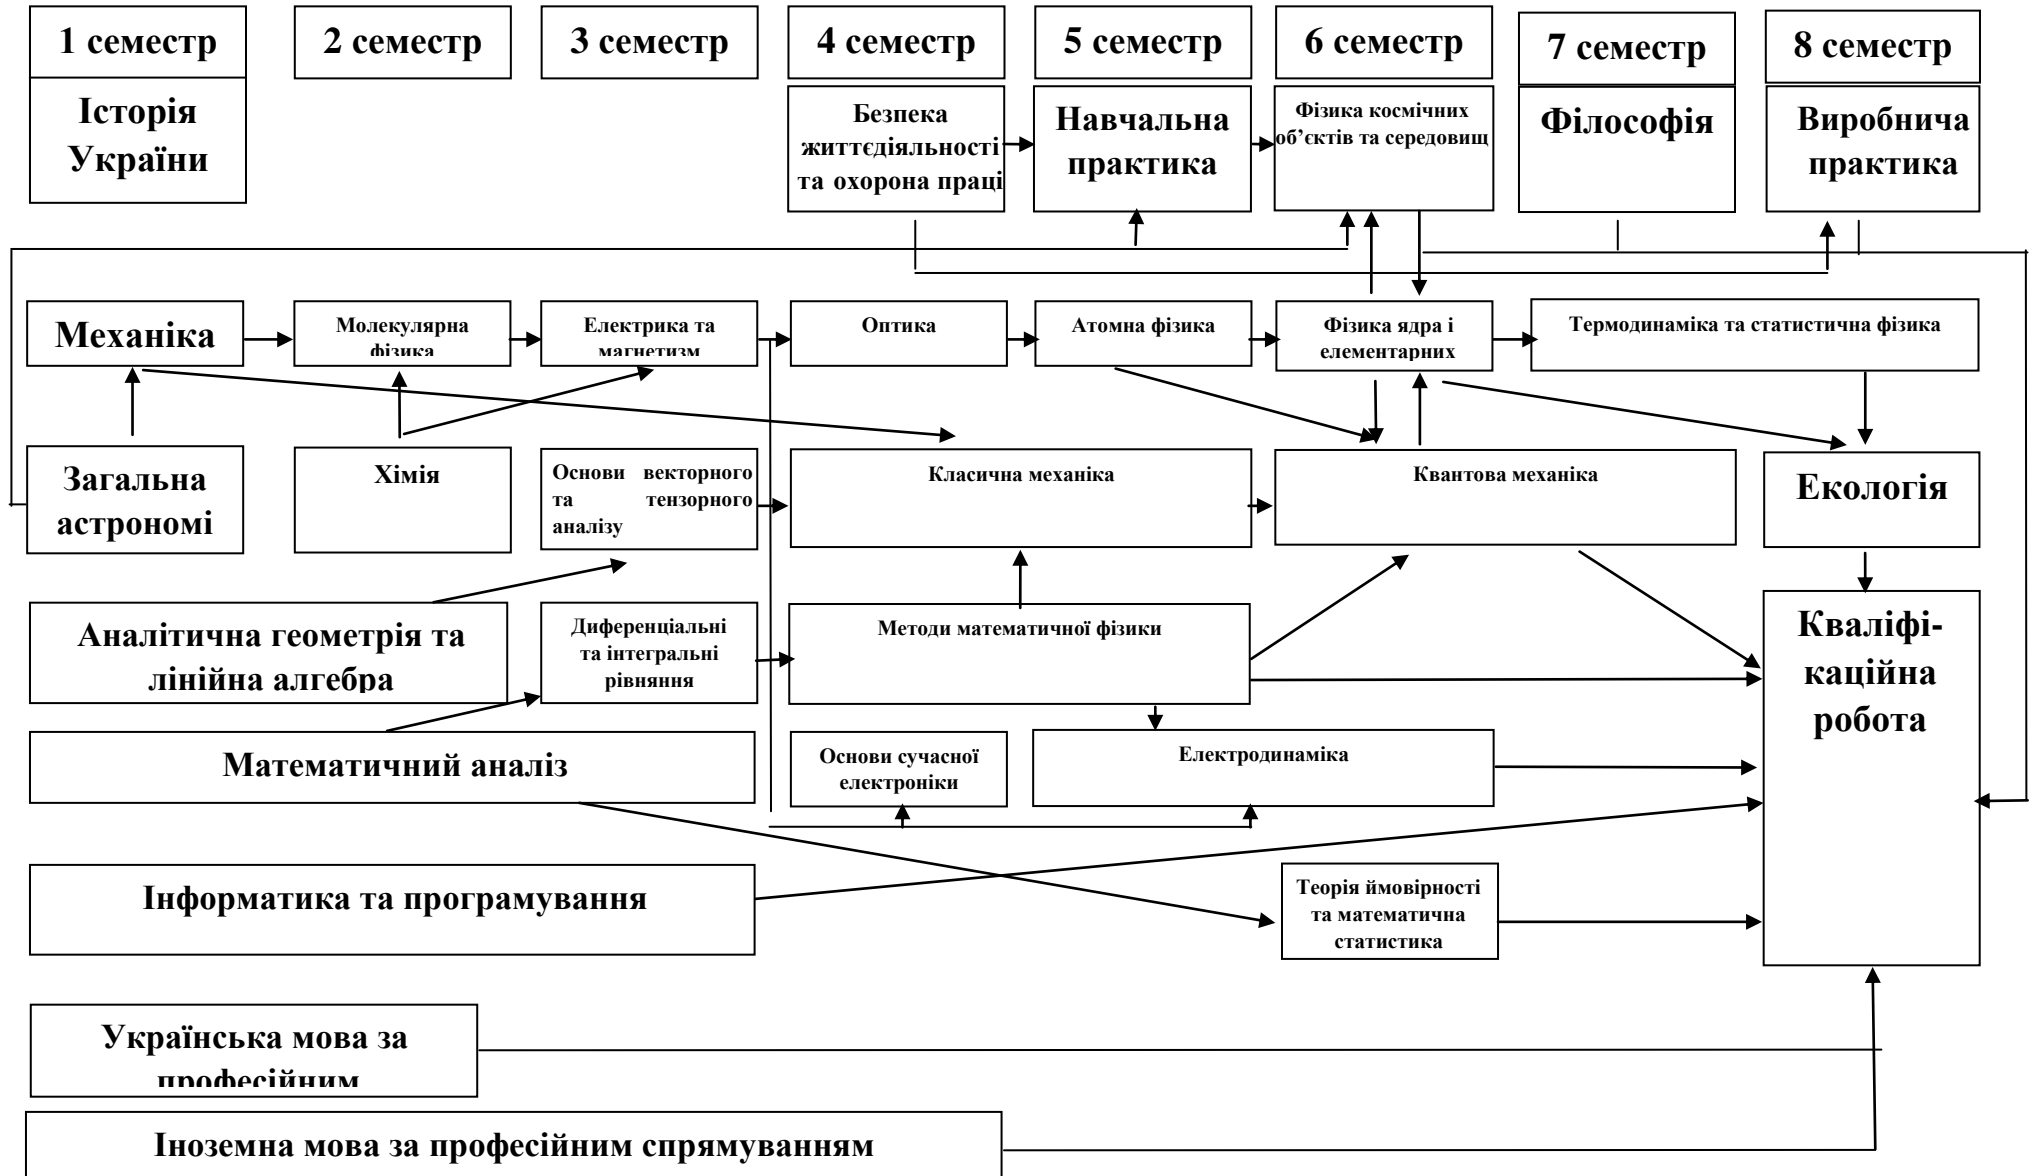 1 семестр
2 семестр
3 семестр
4 семестр
5 семестр
6 семестр
7 семестр
8 семестр
Історія
України
Безпека
життєдіяльності
та охорона праці
Навчальна
практика
Фізика космічних
об’єктів та середовищ
Філософія
Виробнича
практика
Механіка
Молекулярна
фізика
Електрика та
магнетизм
Оптика
Атомна фізика
Фізика ядра і
елементарних
Термодинаміка та статистична фізика
Загальна
астрономі
Хімія
Основи векторного
та тензорного
аналізу
Класична механіка
Квантова механіка
Екологія
Аналітична геометрія та
лінійна алгебра
Диференціальні
та інтегральні
рівняння
Методи математичної фізики
Кваліфі-
каційна
робота
Математичний аналіз
Основи сучасної
електроніки
Електродинаміка
Інформатика та програмування
Теорія ймовірності
та математична
статистика
Українська мова за
професійним
Іноземна мова за професійним спрямуванням